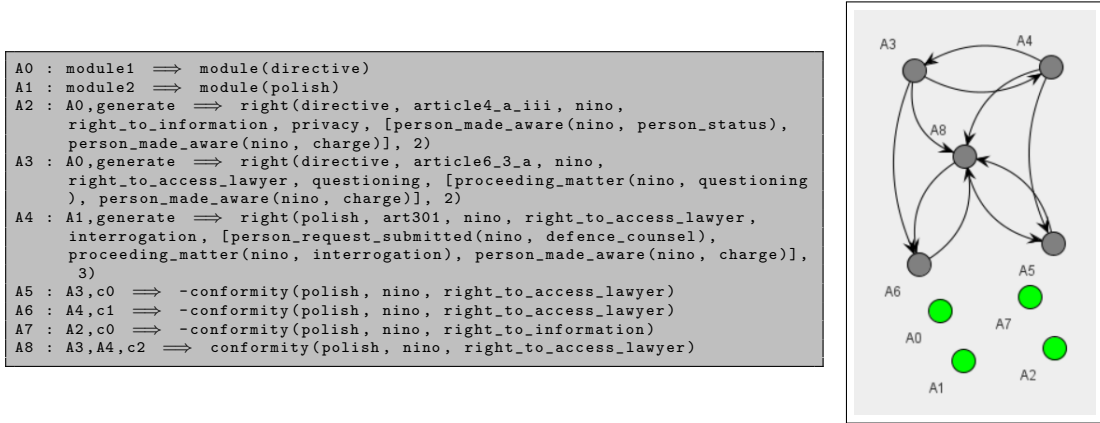 A0 : module1 ⟹ module(directive)
A1 : module2 ⟹ module(polish)
A2 : A0,generate ⟹ right(directive, article4_a_iii, nino,
right_to_information, privacy, [person_made_aware(nino, person_status),
person_made_aware(nino, charge)], 2)
A3 : A0,generate ⟹ right(directive, article6_3_a, nino,
right_to_access_lawyer, questioning, [proceeding_matter(nino, questioning
), person_made_aware(nino, charge)], 2)
A4 : A1,generate ⟹ right(polish, art301, nino, right_to_access_lawyer,
interrogation, [person_request_submitted(nino, defence_counsel),
proceeding_matter(nino, interrogation), person_made_aware(nino, charge)],
3)
A5 : A3,c0 ⟹ -conformity(polish, nino, right_to_access_lawyer)
A6 : A4,c1 ⟹ -conformity(polish, nino, right_to_access_lawyer)
A7 : A2,c0 ⟹ -conformity(polish, nino, right_to_information)
A8 : A3,A4,c2 ⟹ conformity(polish, nino, right_to_access_lawyer)
A3
A4
A8
A5
A6
A7
A0
A2
A1